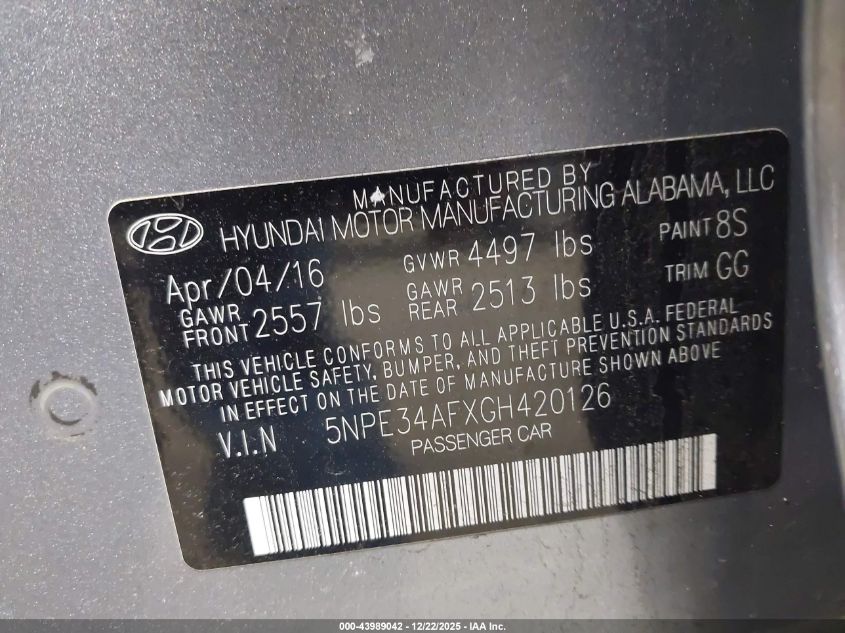 MANUFACTURED BY
HYUNDAI MOTOR MANUFACTURING ALABAMA, LLC
Apr/04/16 GVWR 4497 lbs PAINT 8S
GAWR FRONT 2557 lbs GAWR REAR 2513 lbs TRIM GG
THIS VEHICLE CONFORMS TO ALL APPLICABLE U.S.A. FEDERAL
MOTOR VEHICLE SAFETY, BUMPER, AND THEFT PREVENTION STANDARDS
IN EFFECT ON THE DATE OF MANUFACTURE SHOWN ABOVE
V.I.N 5NPE34AFXGH420126
PASSENGER CAR
000-43989042 - 12/22/2025 - IAA Inc.